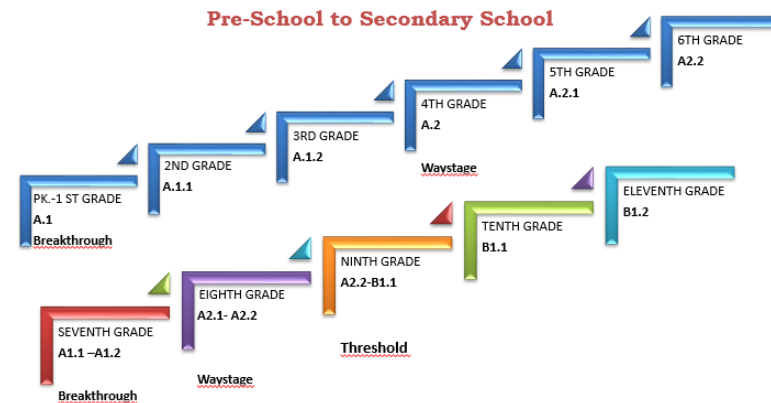 Pre-School to Secondary School
PK.-1 ST GRADE
A.1
Breakthrough
2ND GRADE
A.1.1
3RD GRADE
A.1.2
4TH GRADE
A.2
Waystage
5TH GRADE
A.2.1
6TH GRADE
A2.2
SEVENTH GRADE
A1.1 –A1.2
Breakthrough
EIGHTH GRADE
A2.1- A2.2
Waystage
NINTH GRADE
A2.2-B1.1
Threshold
TENTH GRADE
B1.1
ELEVENTH GRADE
B1.2